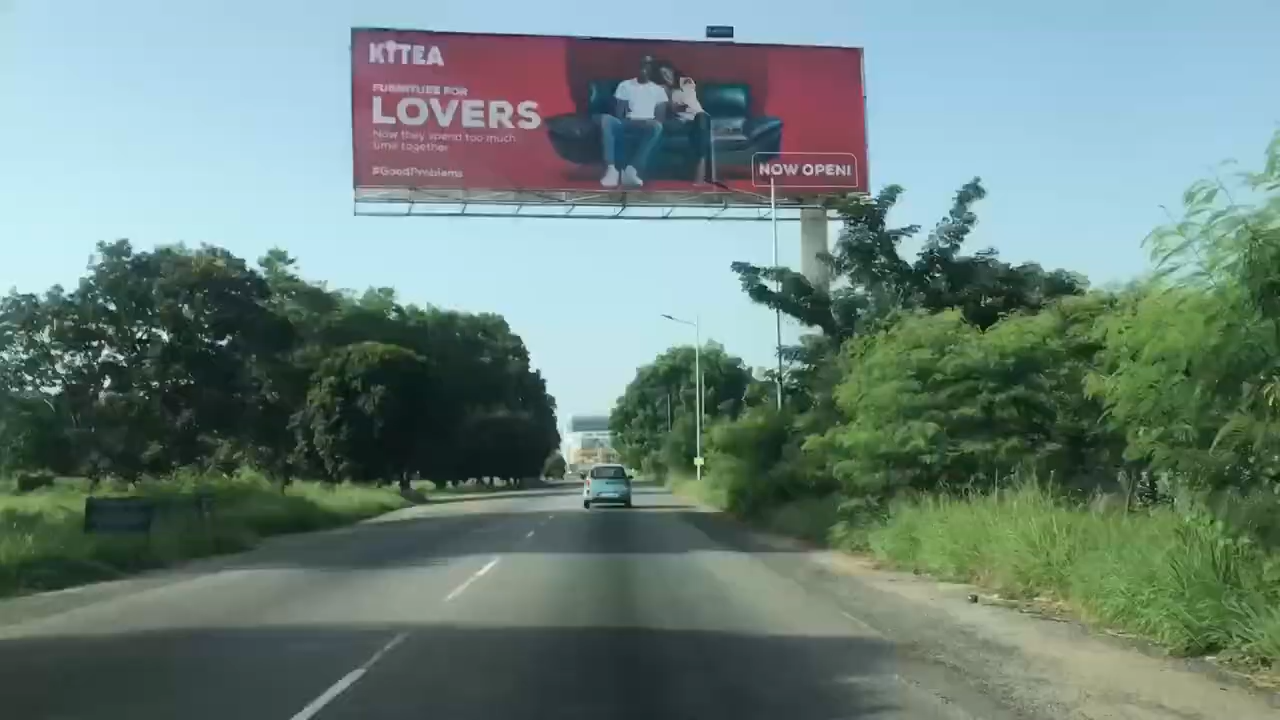 KITEA
FURNITURE FOR
LOVERS
Now they spend too much
time together
#GoodProblems
NOW OPEN!